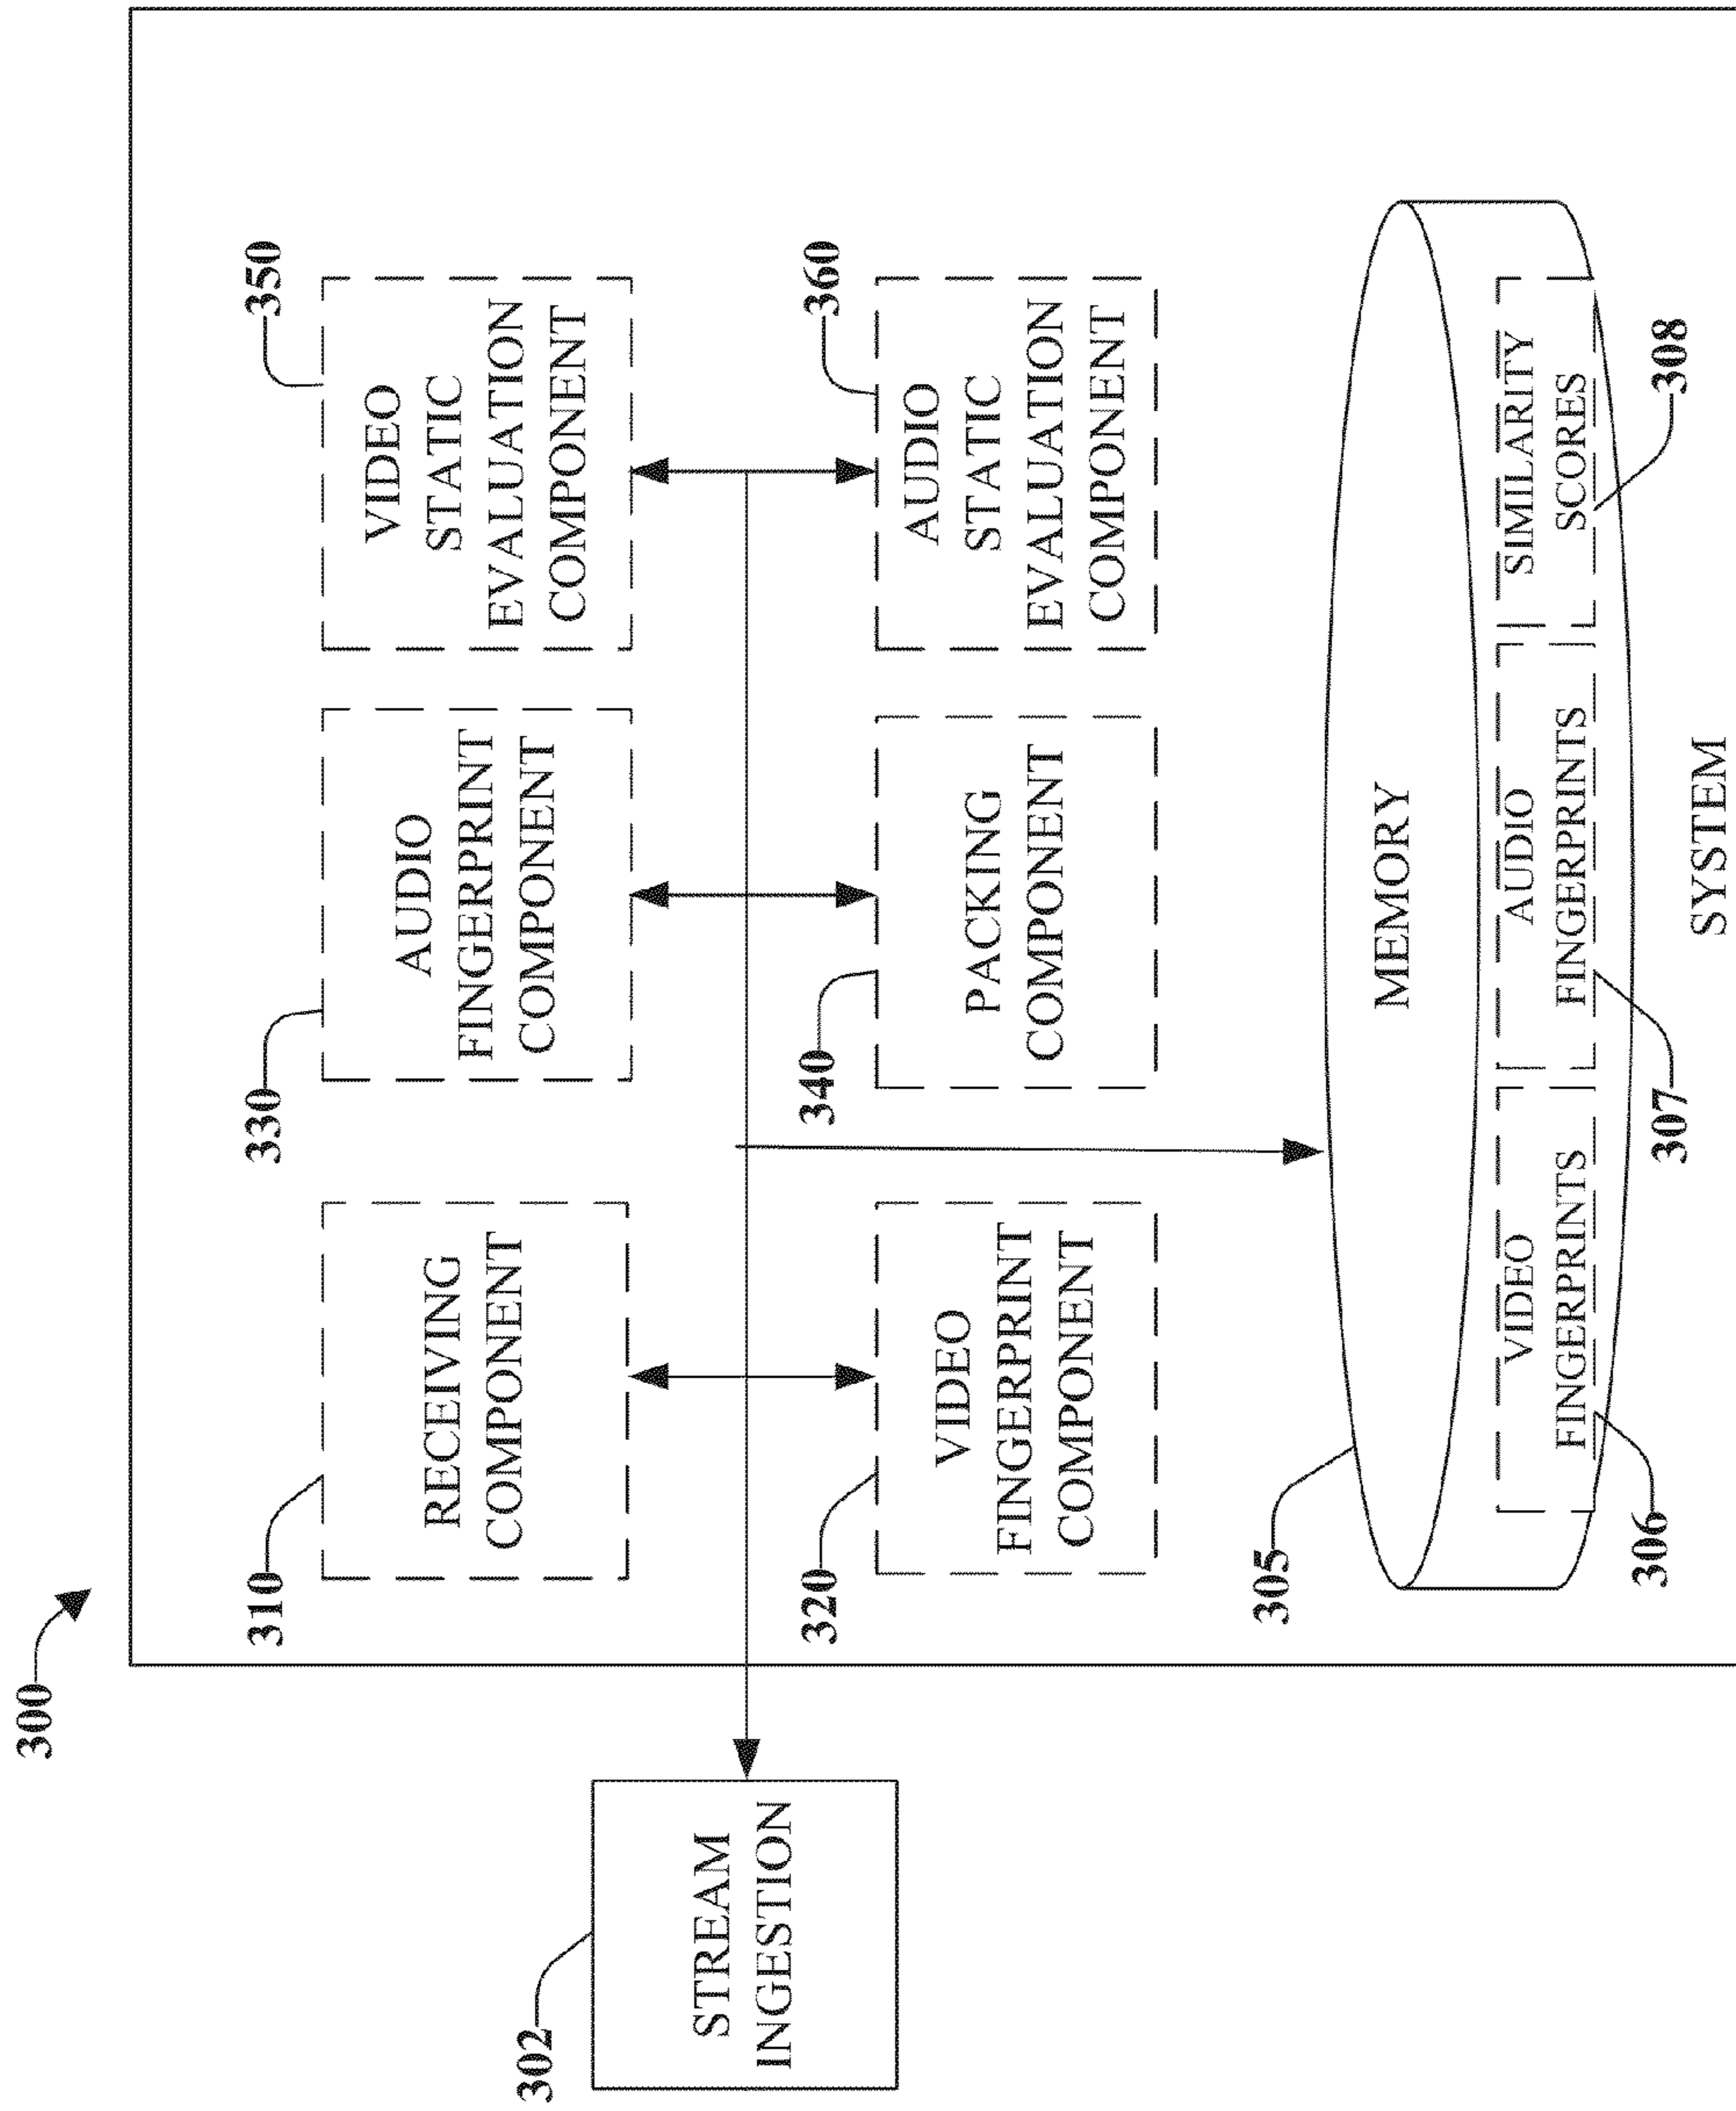 300
302
STREAM
INGESTION
310
RECEIVING
COMPONENT
330
AUDIO
FINGERPRINT
COMPONENT
350
VIDEO
STATIC
EVALUATION
COMPONENT
320
VIDEO
FINGERPRINT
COMPONENT
340
PACKING
COMPONENT
360
AUDIO
STATIC
EVALUATION
COMPONENT
305
MEMORY
VIDEO
FINGERPRINTS
AUDIO
FINGERPRINTS
SIMILARITY
SCORES
306
307
308
SYSTEM